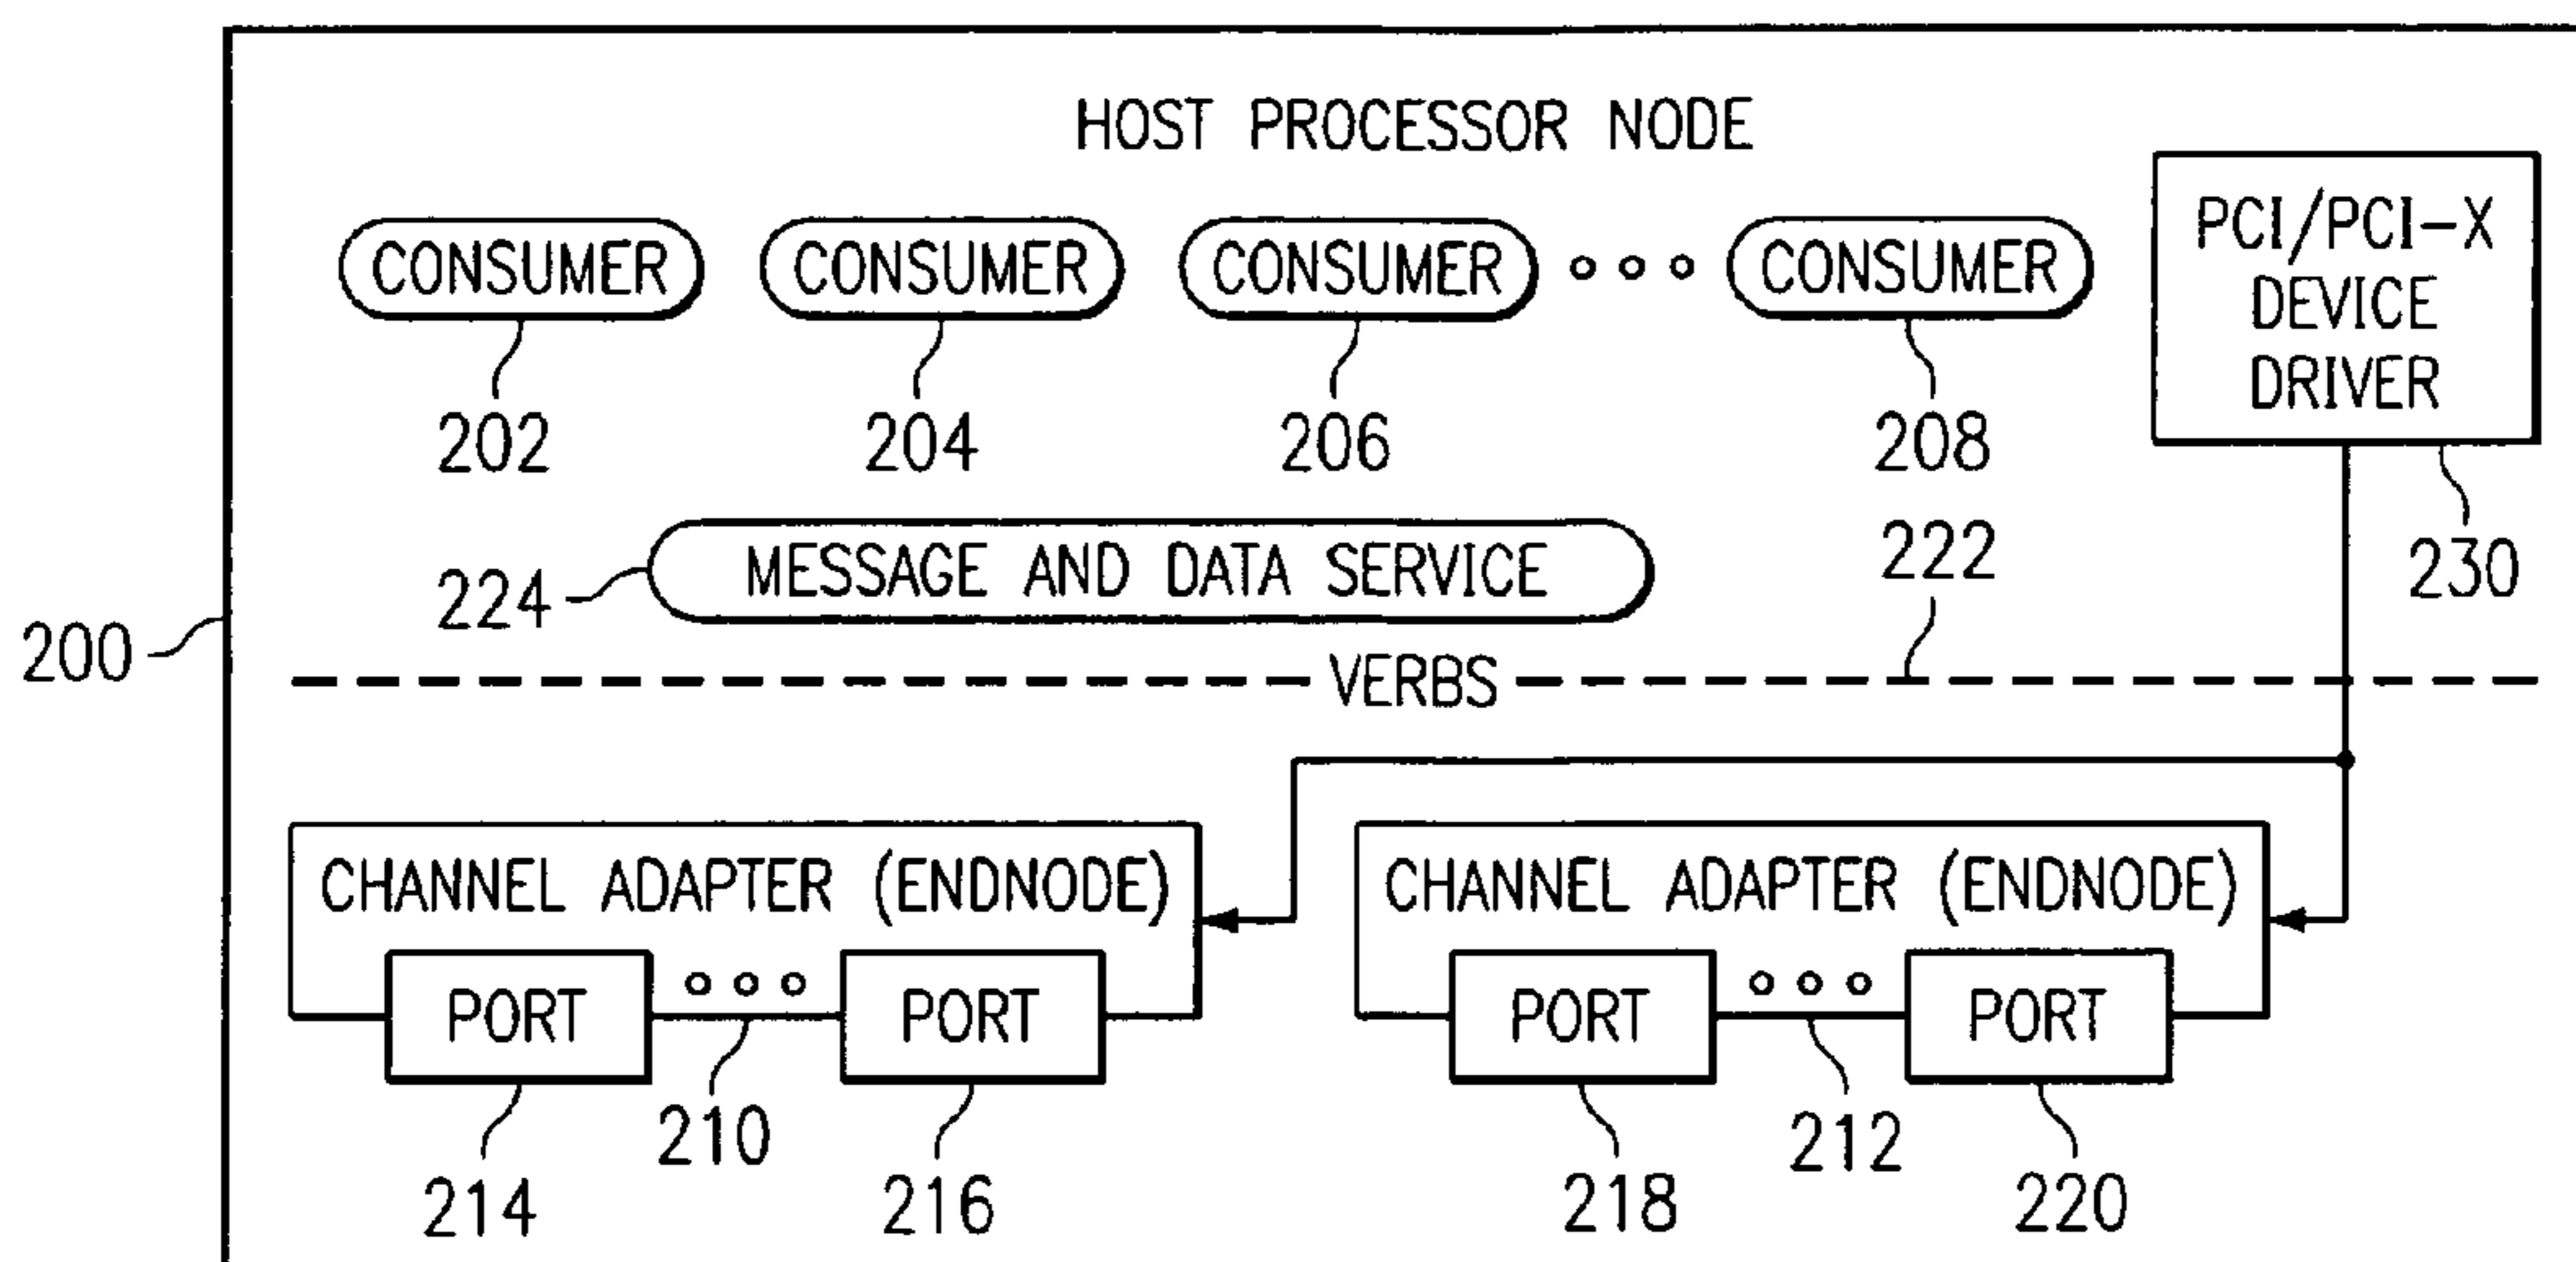 HOST PROCESSOR NODE
CONSUMER CONSUMER CONSUMER CONSUMER
PCI/PCI-X
DEVICE
DRIVER
202 204 206 208
MESSAGE AND DATA SERVICE
224
222
230
200
VERBS
CHANNEL ADAPTER (ENDNODE)
PORT PORT
214 210 216
CHANNEL ADAPTER (ENDNODE)
PORT PORT
218 212 220